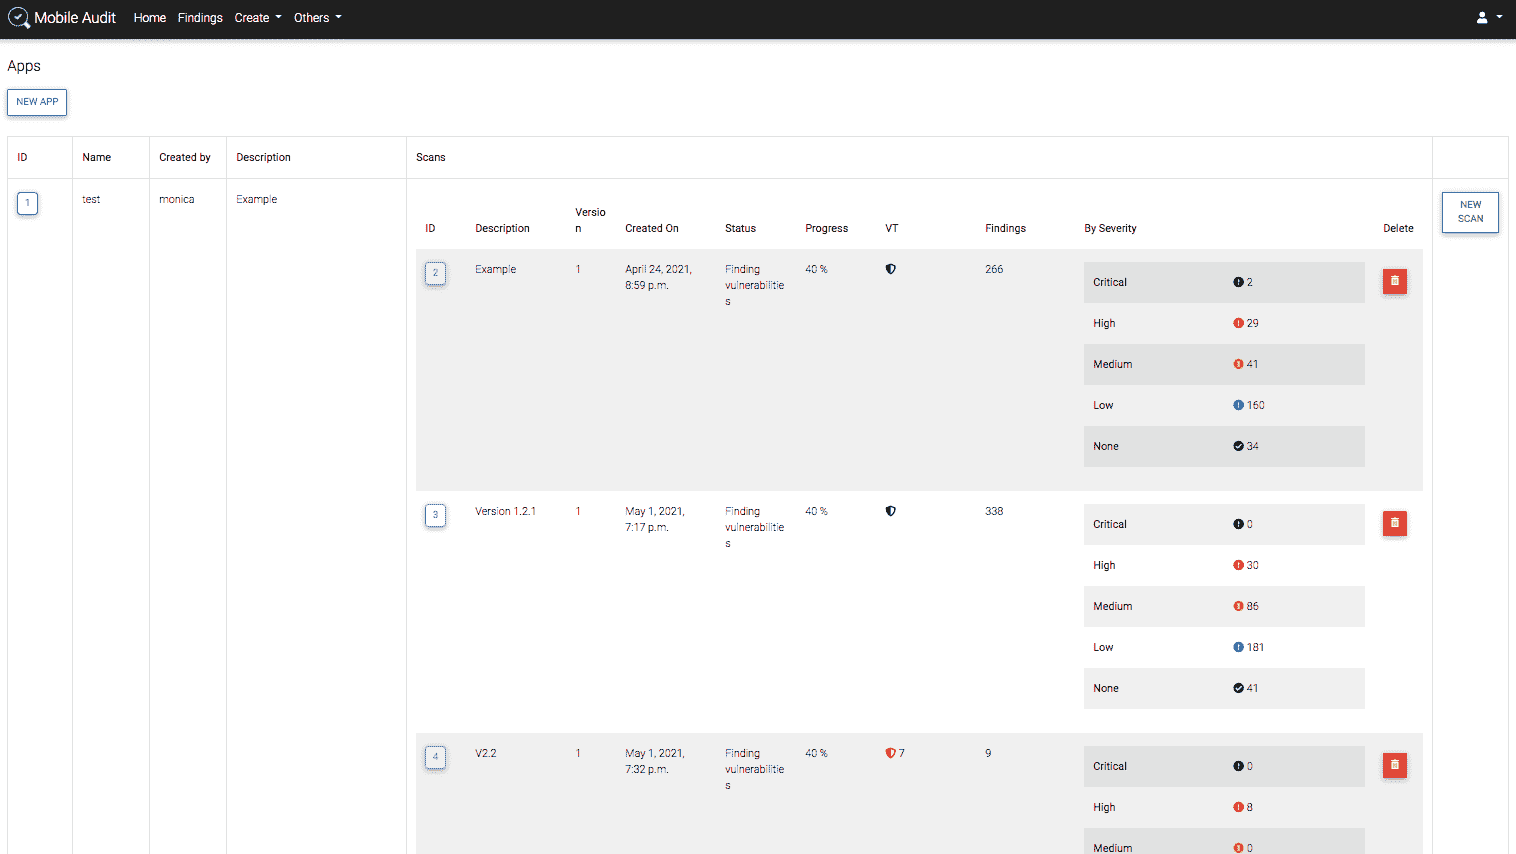 Mobile Audit Home Findings Create Others
Apps
NEW APP
ID Name Created by Description Scans
1 test monica Example
NEW
SCAN
Versio
n
ID Description Created On Status Progress VT Findings By Severity Delete
2 Example 1 April 24, 2021, Finding 40 % 266
8:59 p.m. vulnerabilitie
s
Critical 2
High 29
Medium 41
Low 160
None 34
3 Version 1.2.1 1 May 1, 2021, Finding 40 % 338
7:17 p.m. vulnerabilitie
s
Critical 0
High 30
Medium 86
Low 181
None 41
4 V2.2 1 May 1, 2021, Finding 40 % 7 9
7:32 p.m. vulnerabilitie
s
Critical 0
High 8
Medium 0